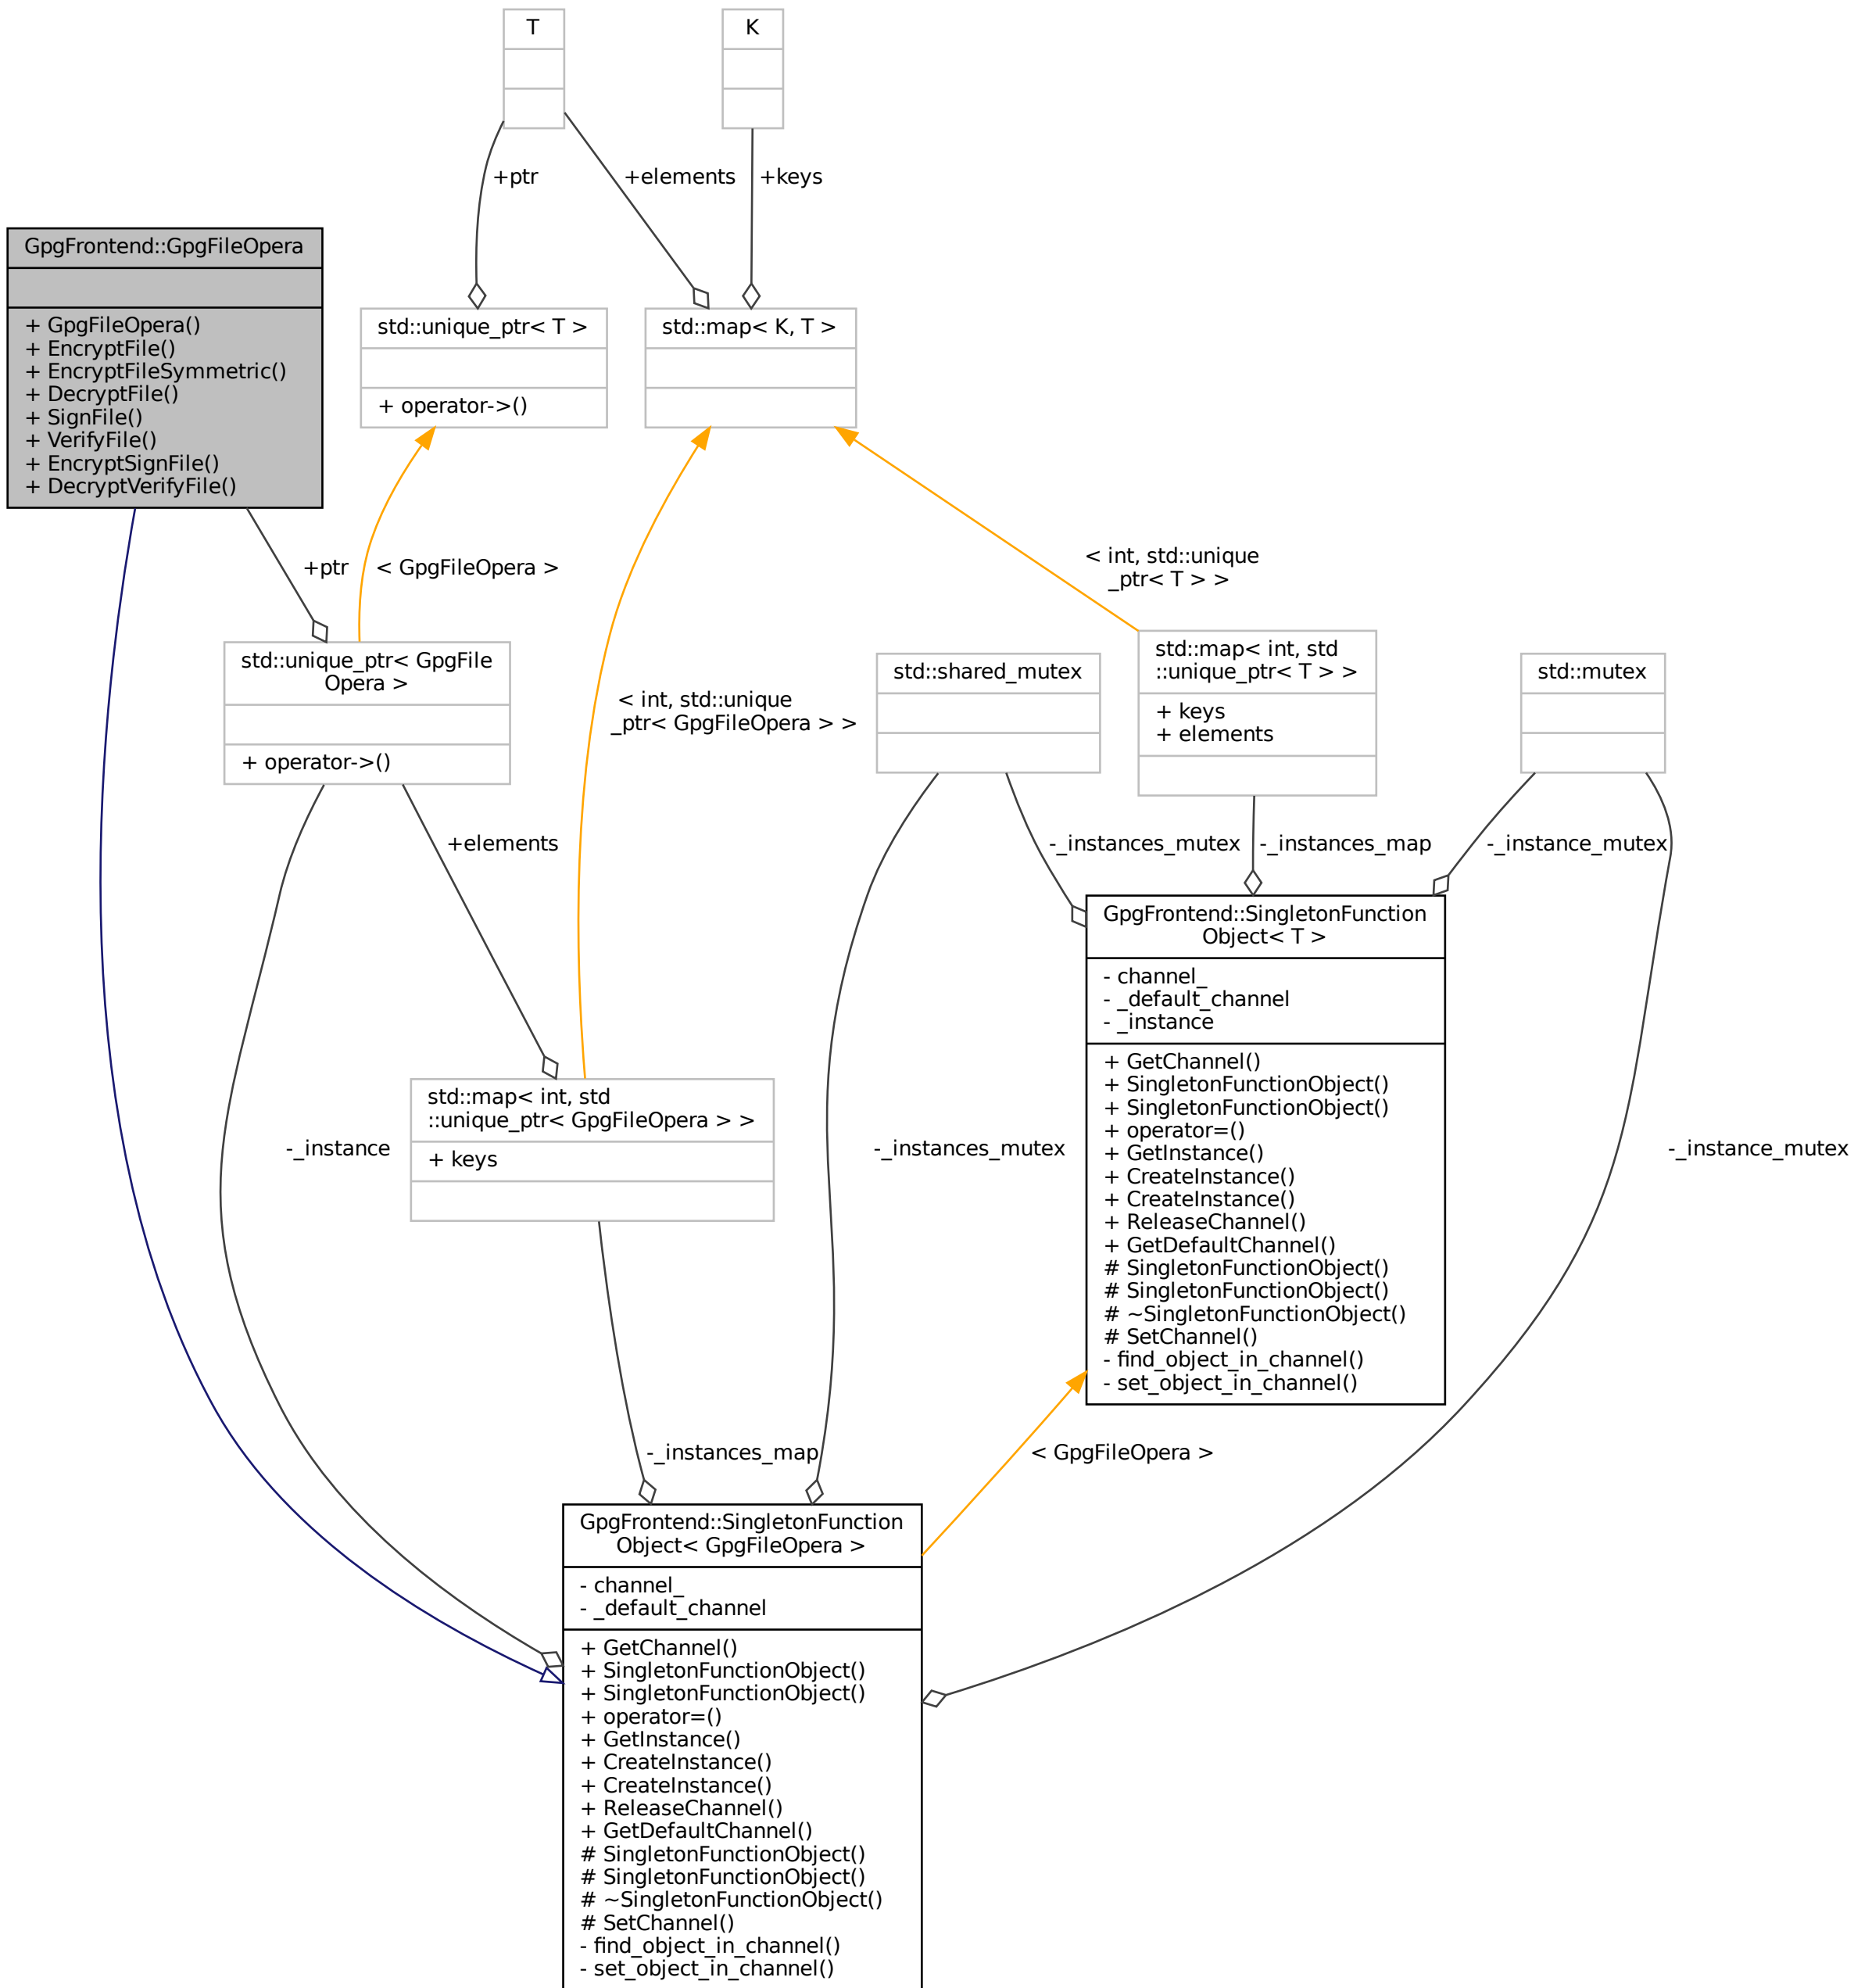 T
K
+ptr
+elements
+keys
GpgFrontend::GpgFileOpera
+ GpgFileOpera()
+ EncryptFile()
+ EncryptFileSymmetric()
+ DecryptFile()
+ SignFile()
+ VerifyFile()
+ EncryptSignFile()
+ DecryptVerifyFile()
std::unique_ptr< T >
+ operator->()
std::map< K, T >
+ptr
< GpgFileOpera >
< int, std::unique
_ptr< T > >
std::unique_ptr< GpgFile
Opera >
+ operator->()
< int, std::unique
_ptr< GpgFileOpera > >
std::shared_mutex
std::map< int, std
::unique_ptr< T > >
+ keys
+ elements
std::mutex
+elements
-_instances_mutex
-_instances_map
-_instance_mutex
GpgFrontend::SingletonFunction
Object< T >
- channel_
- _default_channel
- _instance
+ GetChannel()
+ SingletonFunctionObject()
+ SingletonFunctionObject()
+ operator=()
+ GetInstance()
+ CreateInstance()
+ CreateInstance()
+ ReleaseChannel()
+ GetDefaultChannel()
# SingletonFunctionObject()
# SingletonFunctionObject()
# ~SingletonFunctionObject()
# SetChannel()
- find_object_in_channel()
- set_object_in_channel()
-_instance
std::map< int, std
::unique_ptr< GpgFileOpera > >
+ keys
-_instances_mutex
-_instance_mutex
-_instances_map
< GpgFileOpera >
GpgFrontend::SingletonFunction
Object< GpgFileOpera >
- channel_
- _default_channel
+ GetChannel()
+ SingletonFunctionObject()
+ SingletonFunctionObject()
+ operator=()
+ GetInstance()
+ CreateInstance()
+ CreateInstance()
+ ReleaseChannel()
+ GetDefaultChannel()
# SingletonFunctionObject()
# SingletonFunctionObject()
# ~SingletonFunctionObject()
# SetChannel()
- find_object_in_channel()
- set_object_in_channel()